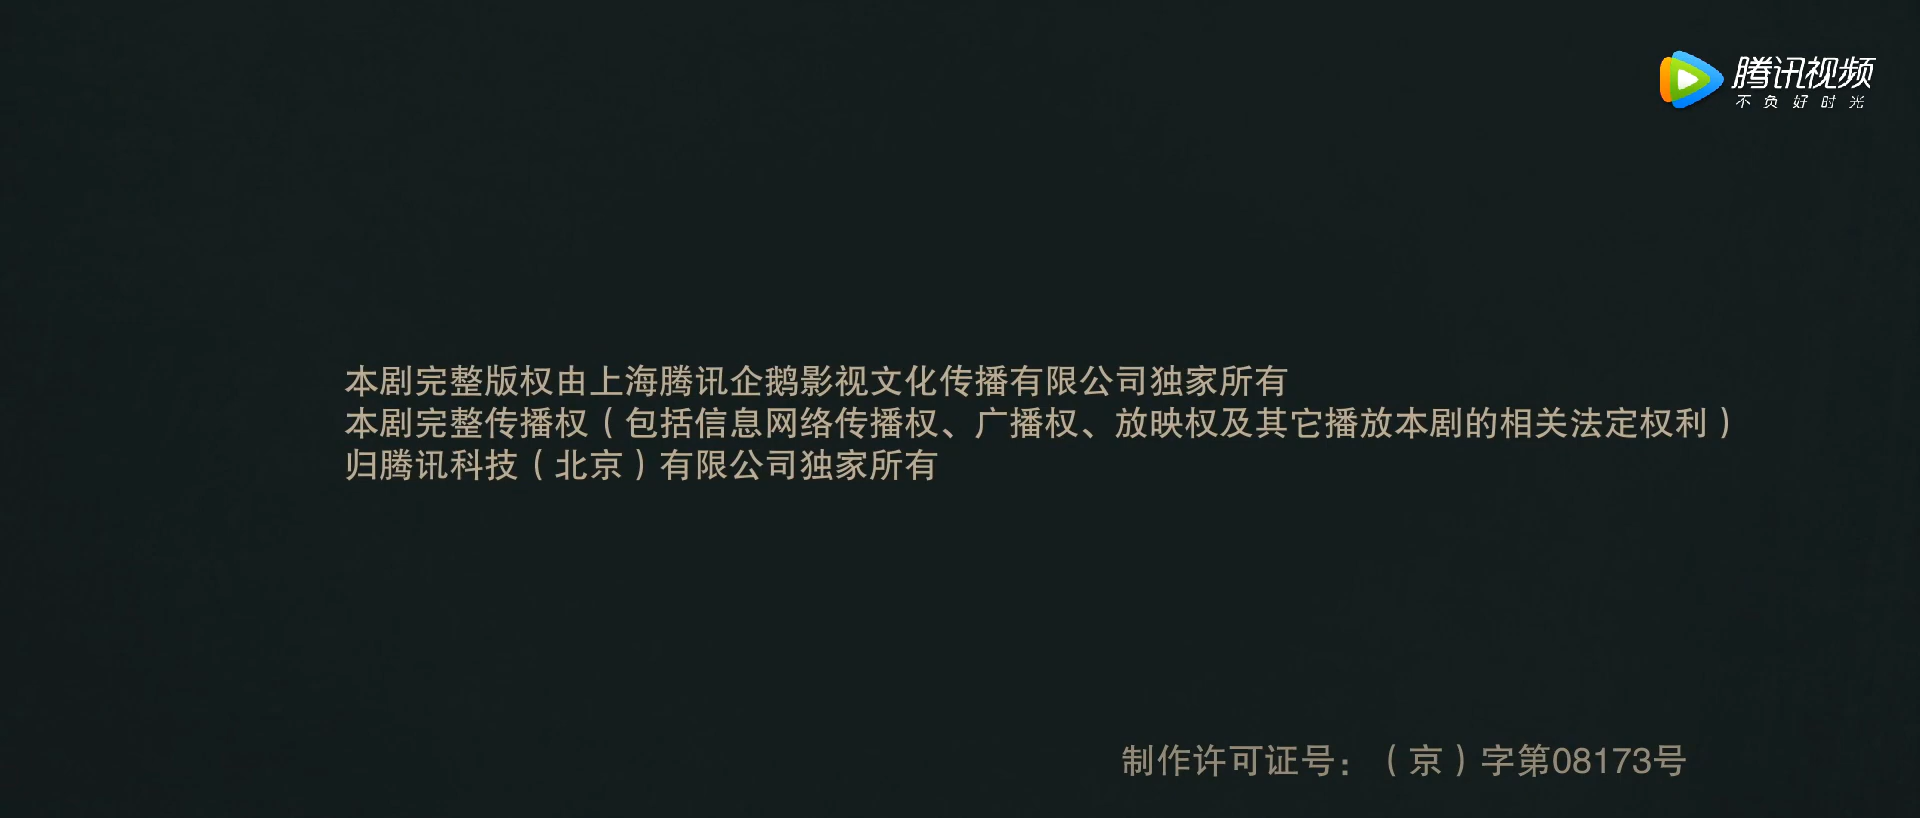 腾讯视频
不负好时光
本剧完整版权由上海腾讯企鹅影视文化传播有限公司独家所有
本剧完整传播权（包括信息网络传播权、广播权、放映权及其它播放本剧的相关法定权利）
归腾讯科技（北京）有限公司独家所有
制作许可证号：（京）字第08173号